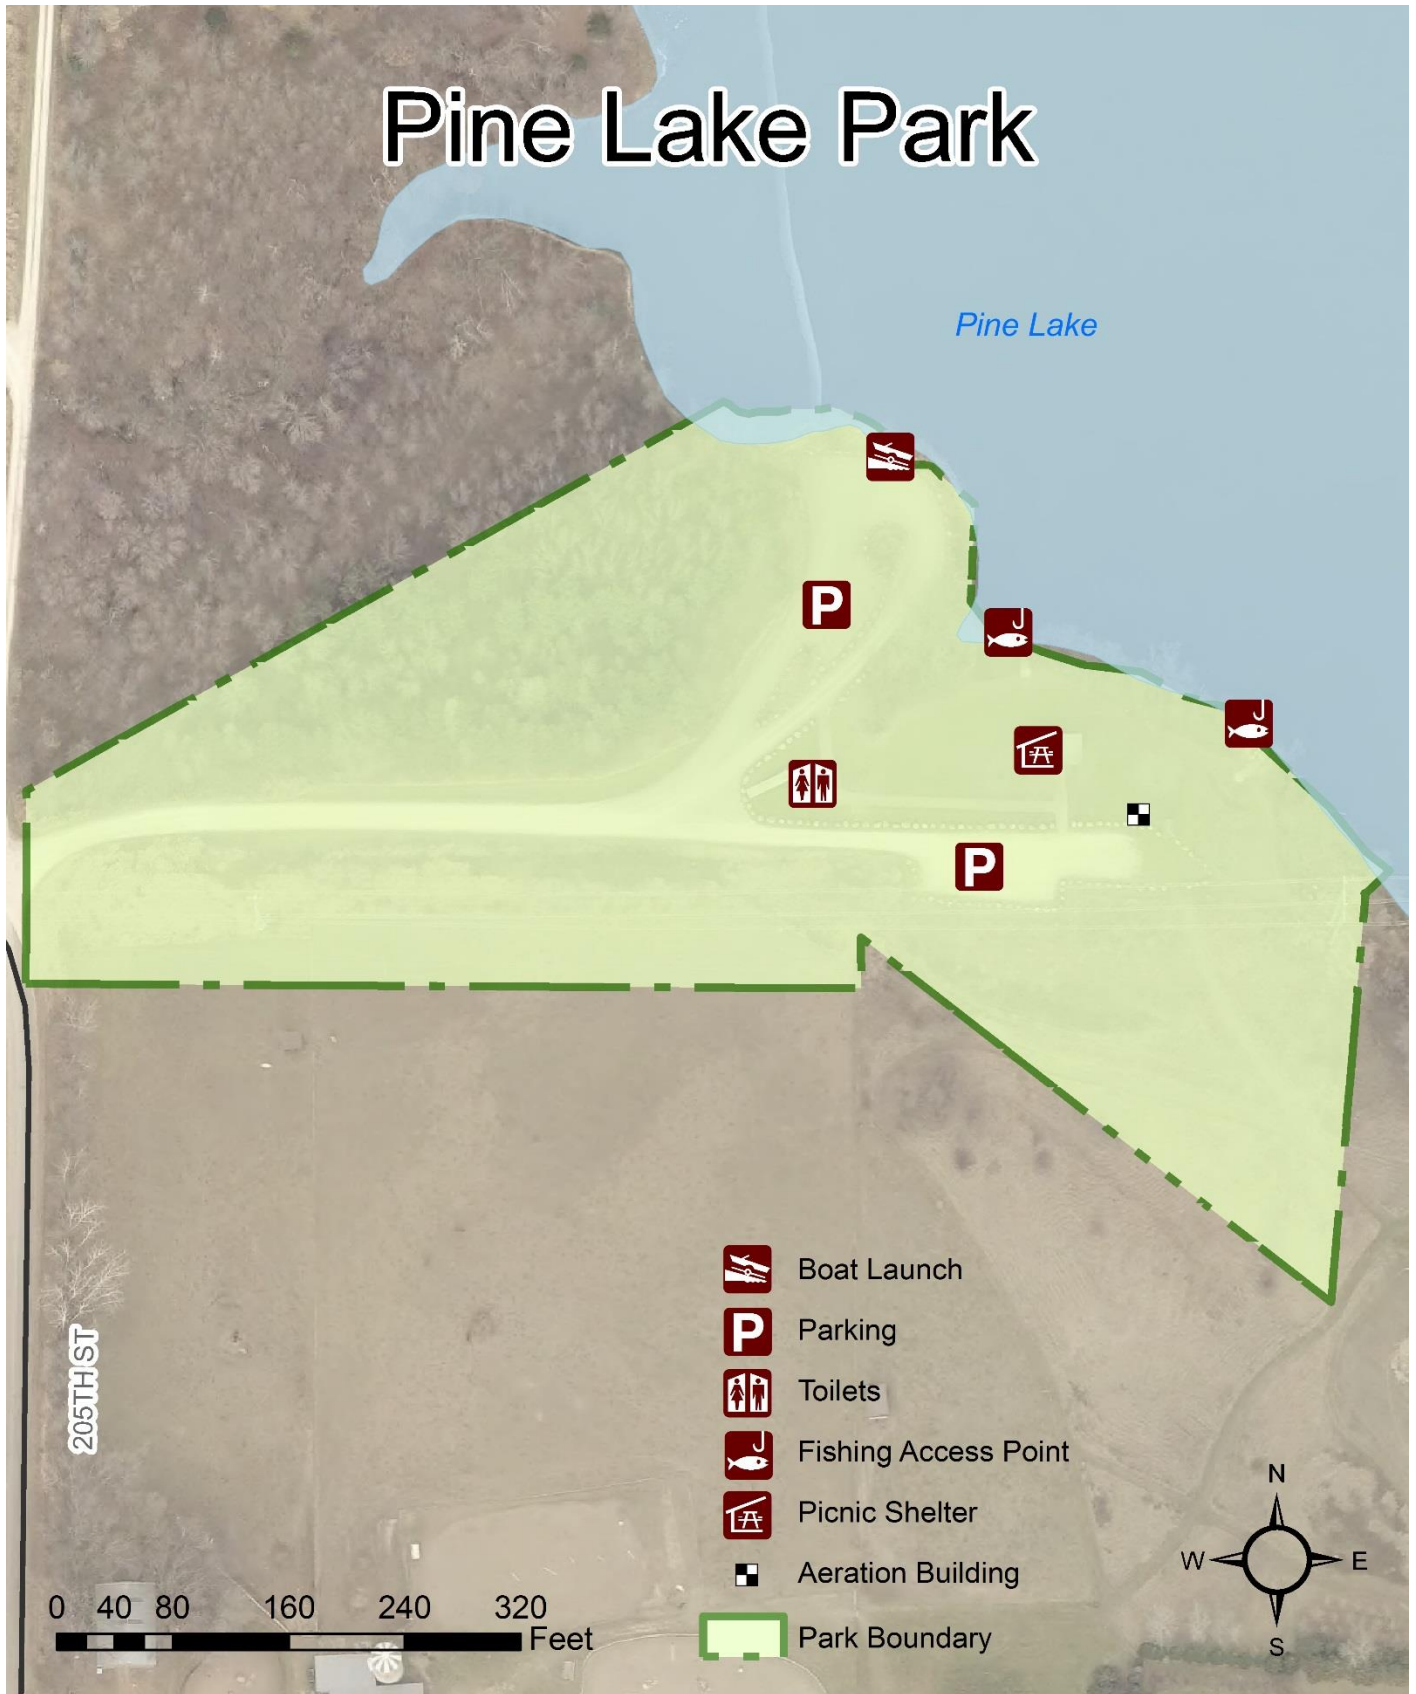 Pine Lake Park
Pine Lake
P
P
205TH ST
Boat Launch
P Parking
Toilets
Fishing Access Point
Picnic Shelter
Aeration Building
Park Boundary
0 40 80 160 240 320
Feet
N
W E
S